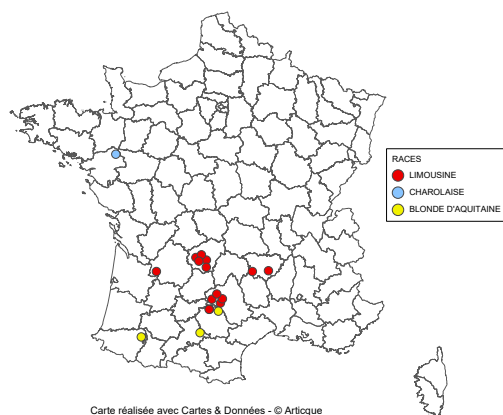 RACES
LIMOUSINE
CHAROLAISE
BLONDE D'AQUITAINE
Carte réalisée avec Cartes & Données - © Articque